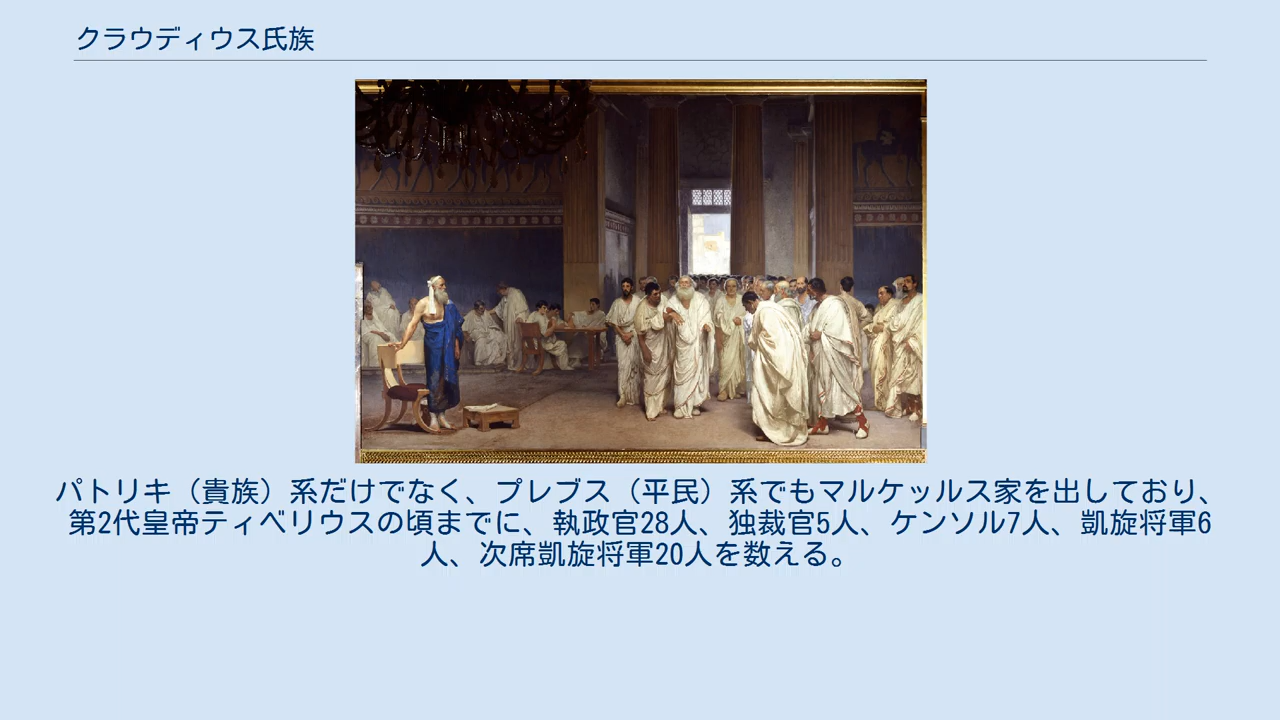 クラウディウス氏族
パトリキ（貴族）系だけでなく、プレブス（平民）系でもマルケッルス家を出しており、
第2代皇帝ティベリウスの頃までに、執政官28人、独裁官5人、ケンソル7人、凱旋将軍6
人、次席凱旋将軍20人を数える。